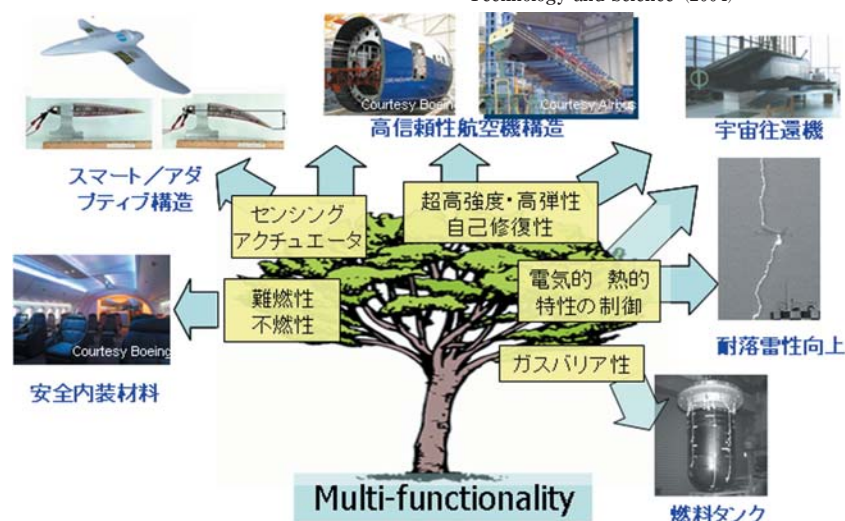 Technology and Science (2004)
Courtesy Boeing
Courtesy Airbus
高信頼性航空機構造
宇宙往還機
スマート／アダ
プティブ構造
センシング
アクチュエータ
超高強度・高弾性
自己修復性
難燃性
不燃性
電気的 熱的
特性の制御
Courtesy Boeing
安全内装材料
ガスバリア性
耐落雷性向上
Multi-functionality
燃料タンク